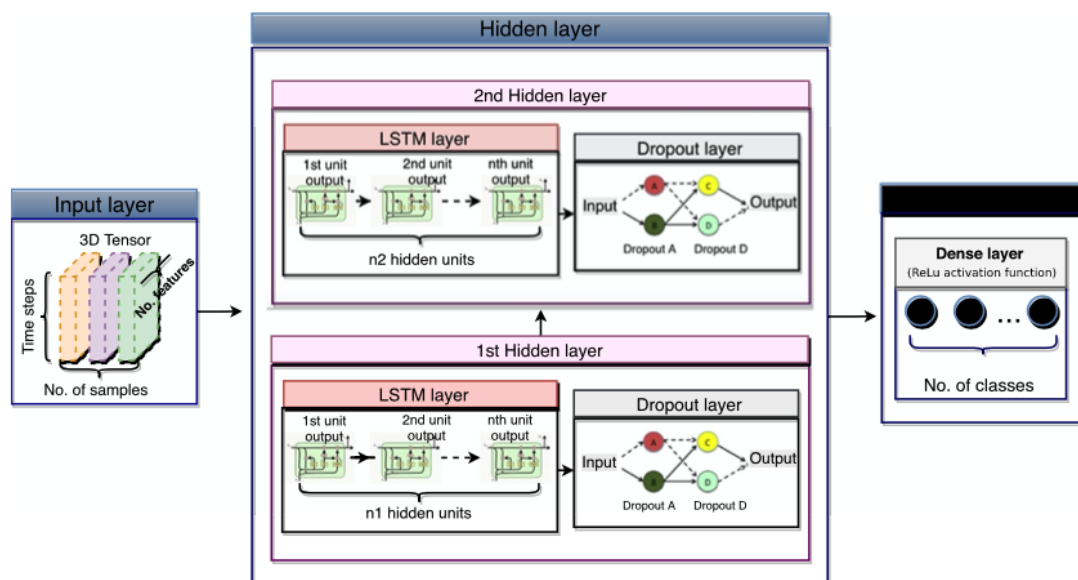 Hidden layer
2nd Hidden layer
LSTM layer
1st unit
output
2nd unit
output
nth unit
output
n2 hidden units
Dropout layer
A
C
Input
Output
B
D
Dropout A
Dropout D
Input layer
3D Tensor
Time steps
No. features
No. of samples
1st Hidden layer
LSTM layer
1st unit
output
2nd unit
output
nth unit
output
n1 hidden units
Dropout layer
A
C
Input
Output
B
D
Dropout A
Dropout D
Dense layer
(ReLu activation function)
...
No. of classes